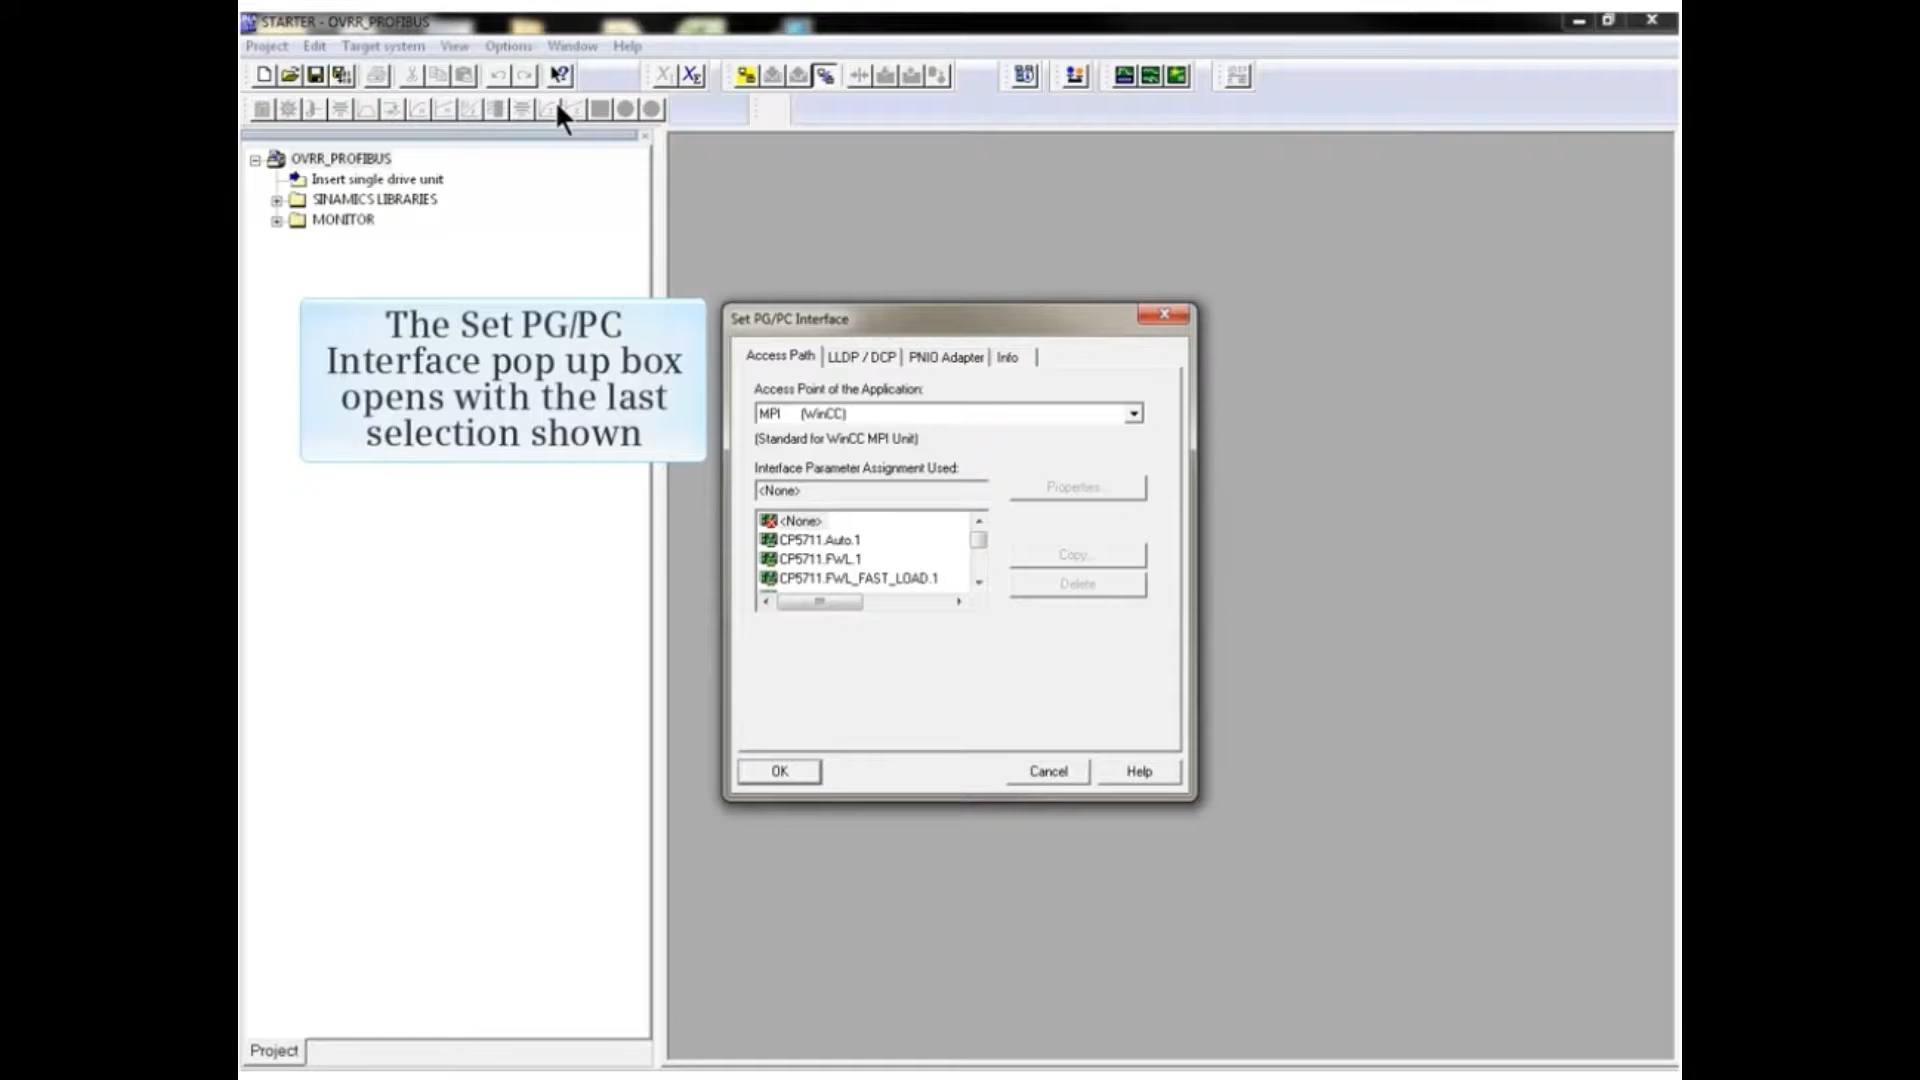 STARTER - OVRR_PROFIBUS
Project Edit Target system View Options Window Help
OVRR_PROFIBUS
Insert single drive unit
SINAMICS LIBRARIES
MONITOR
The Set PG/PC
Interface pop up box
opens with the last
selection shown
Set PG/PC Interface
Access Path LLDP / DCP PNIO Adapter Info
Access Point of the Application:
MPI (WinCC)
(Standard for WinCC MPI Unit)
Interface Parameter Assignment Used:
<None>
Properties...
<None>
CP5711.Auto.1
CP5711.FWL.1
CP5711.FWL_FAST_LOAD.1
Copy...
Delete
OK Cancel Help
Project